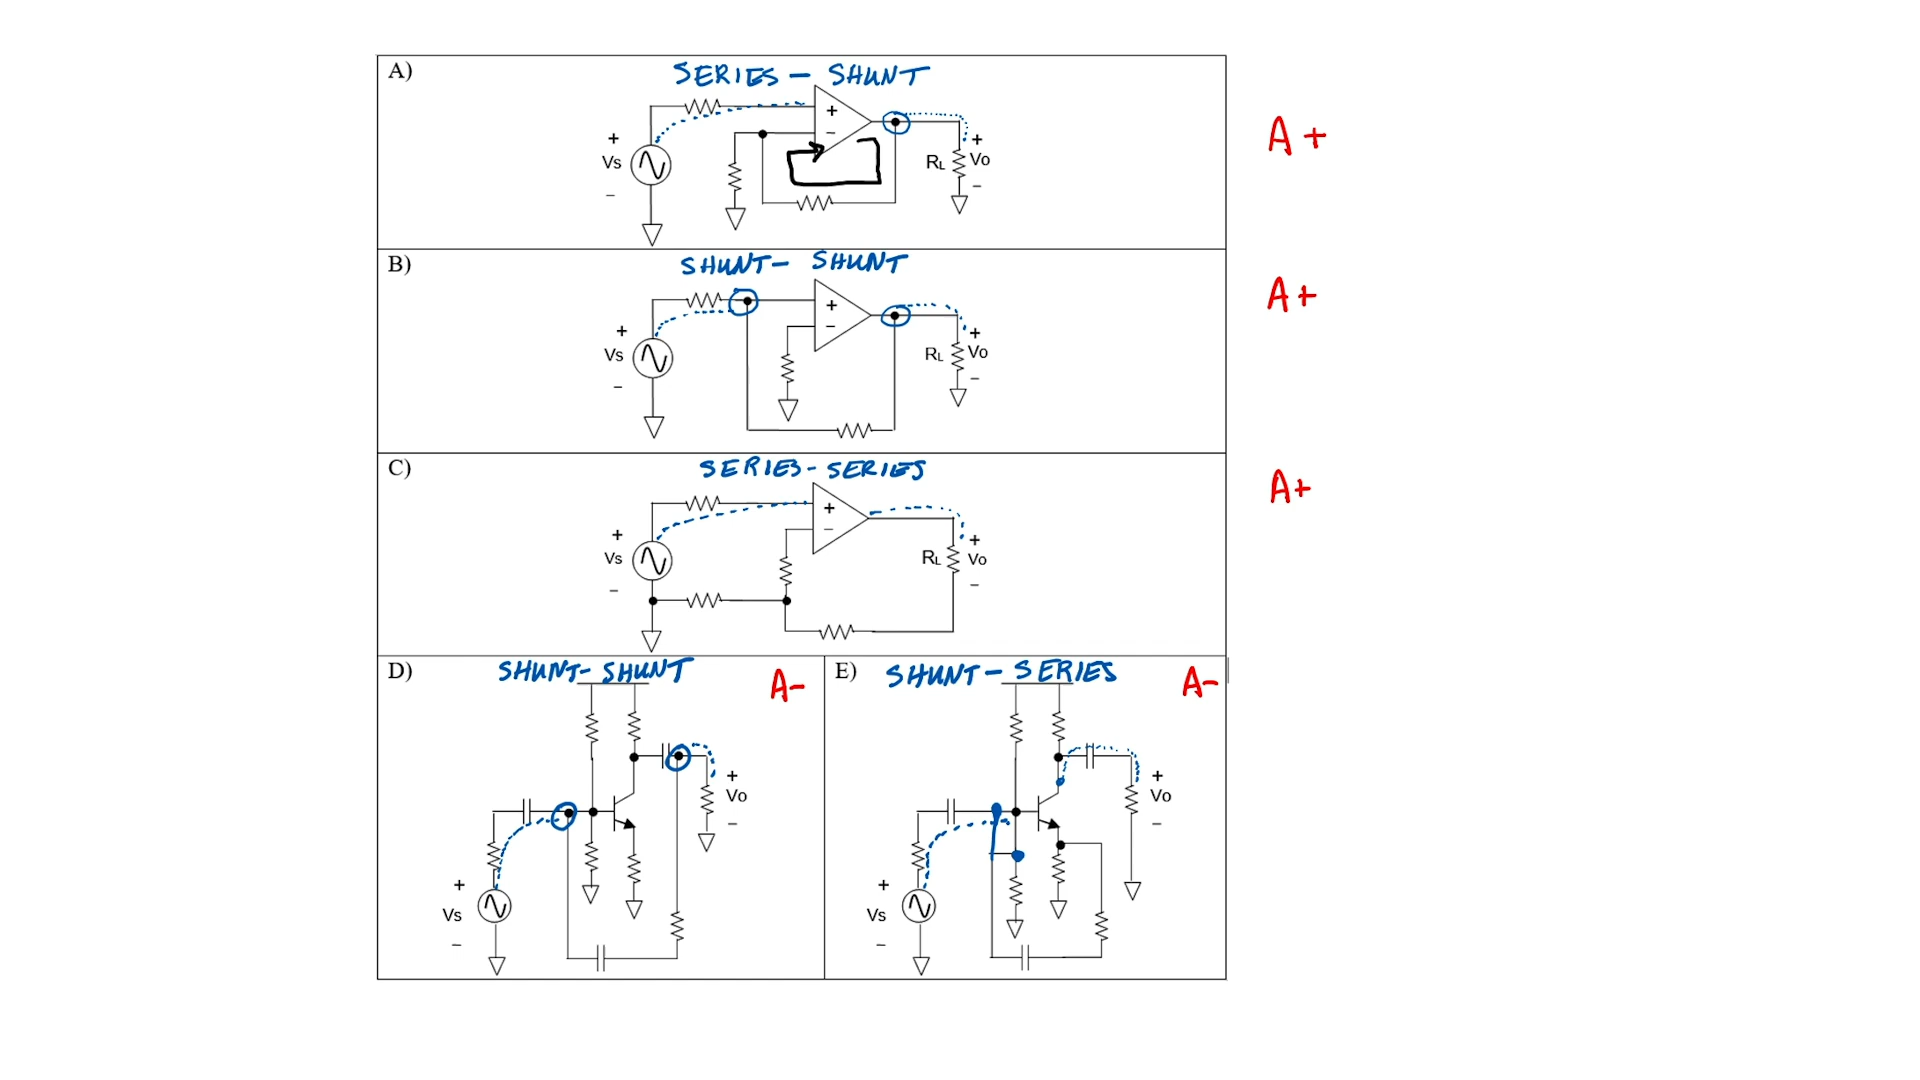 A) SERIES - SHUNT
+ + A+
Vs - RL Vo
+
-
-
B) SHUNT - SHUNT
+ + A+
Vs - RL Vo
+
-
-
C) SERIES - SERIES
+ + A+
Vs - RL Vo
+
-
-
D) SHUNT - SHUNT A-
+
Vo
-
+
Vs
-
E) SHUNT - SERIES A-
+
Vo
-
+
Vs
-